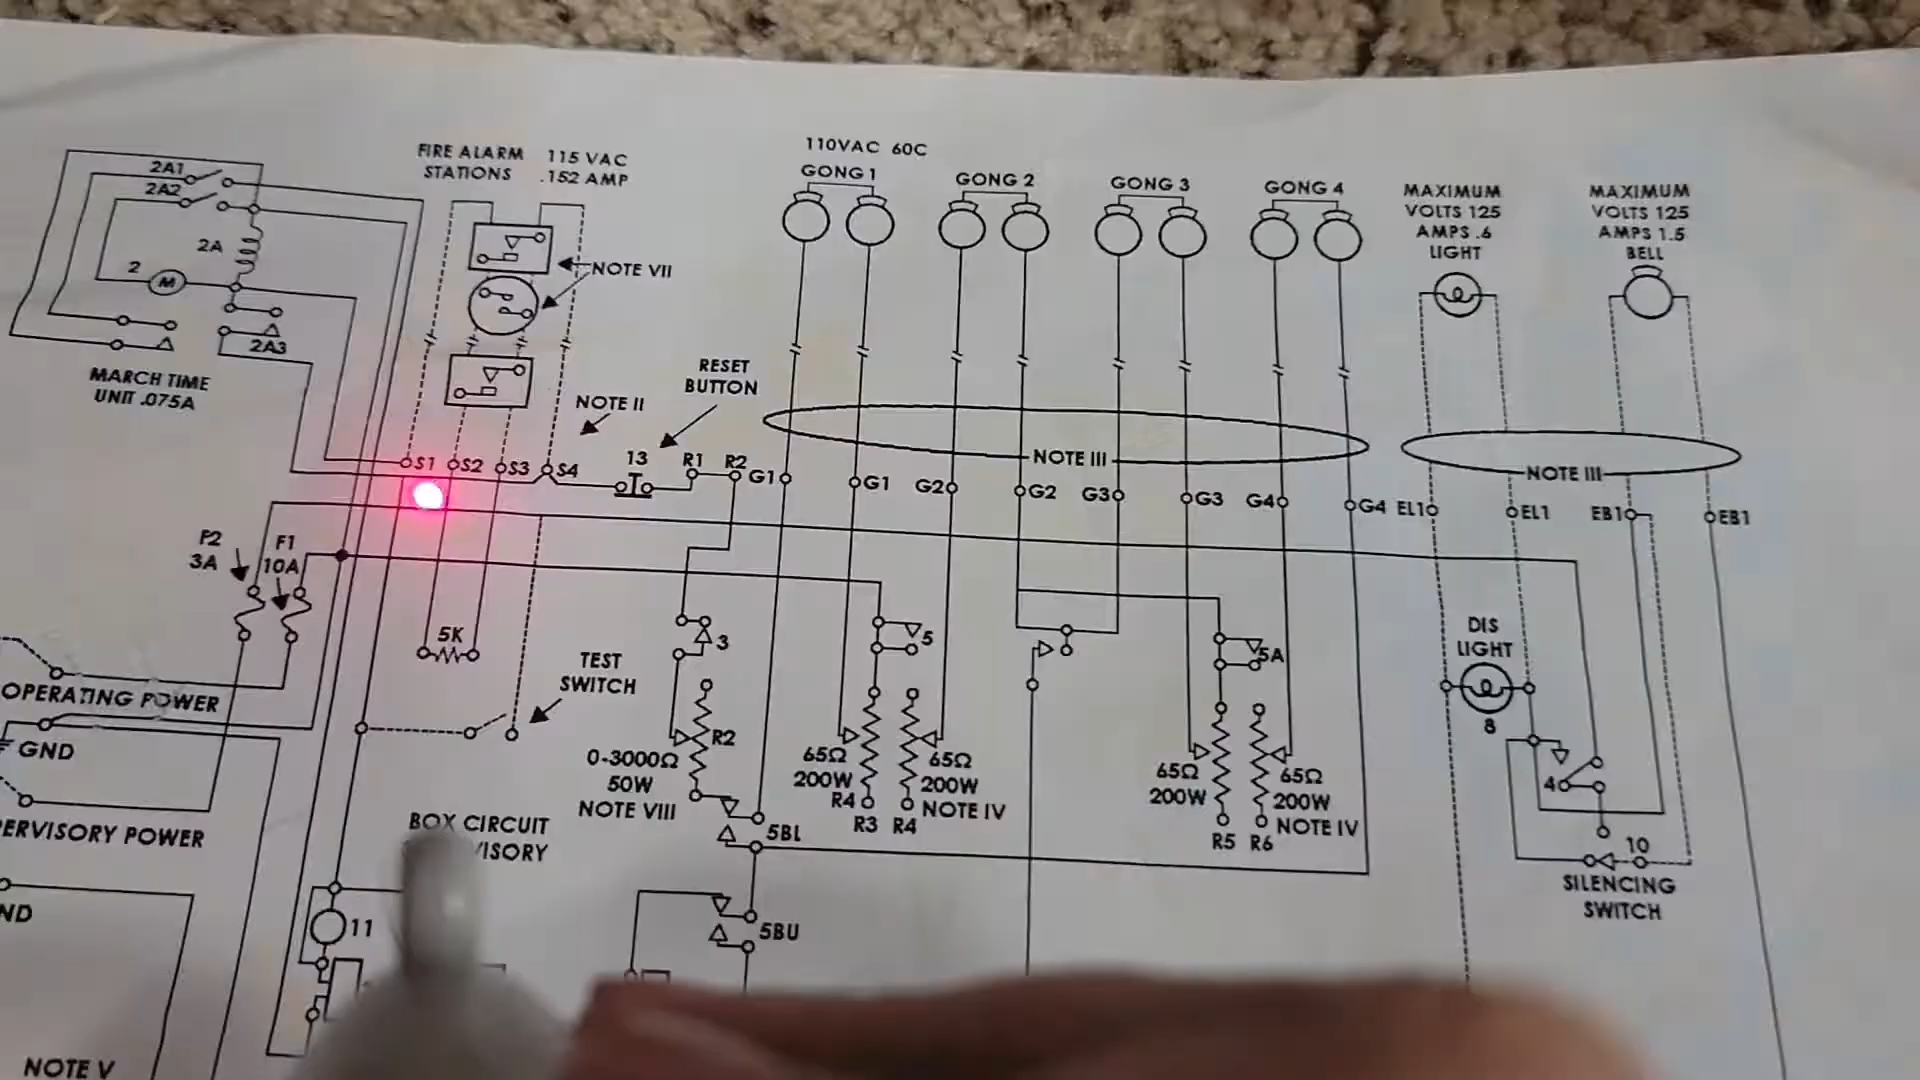 2A1
2A2
2A
2
M
2A3
MARCH TIME
UNIT .075A
FIRE ALARM
STATIONS
115 VAC
.152 AMP
NOTE VII
NOTE II
RESET
BUTTON
13
S1
S2
S3
S4
R1
R2
110VAC 60C
GONG 1
GONG 2
GONG 3
GONG 4
MAXIMUM
VOLTS 125
AMPS .6
LIGHT
MAXIMUM
VOLTS 125
AMPS 1.5
BELL
NOTE III
NOTE III
G1
G1
G2
G2
G3
G3
G4
G4
EL1
EL1
EB1
EB1
F2
3A
F1
10A
5K
TEST
SWITCH
OPERATING POWER
GND
ERVISORY POWER
ND
NOTE V
BOX CIRCUIT
VISORY
11
3
R2
0-3000Ω
50W
NOTE VIII
5BL
5BU
5
65Ω
200W
R4
R3
65Ω
200W
NOTE IV
R4
5A
65Ω
200W
R5
65Ω
200W
NOTE IV
R6
DIS
LIGHT
8
4
10
SILENCING
SWITCH